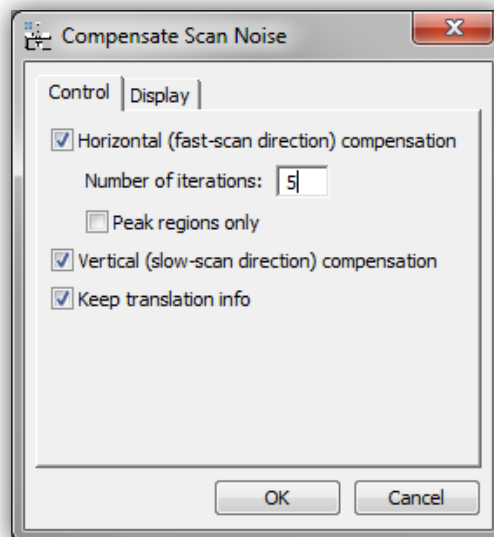 Compensate Scan Noise
Control
Display
Horizontal (fast-scan direction) compensation
Number of iterations:
5
Peak regions only
Vertical (slow-scan direction) compensation
Keep translation info
OK
Cancel